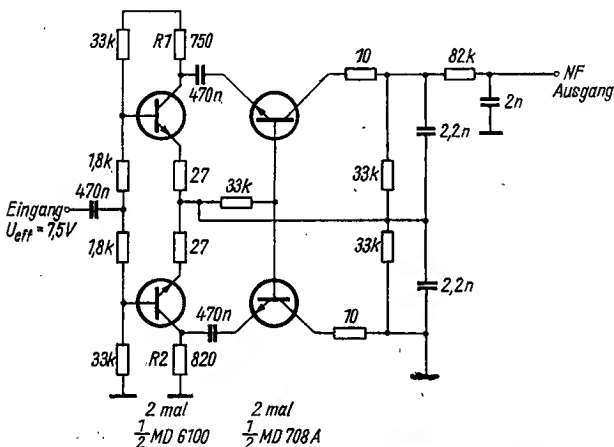 33k
R1
750
470n
10
82k
NF
Ausgang
2n
2,2n
1,8k
27
33k
33k
470n
Eingang
U eff = 7,5V
1,8k
27
33k
2,2n
470n
10
33k
R2
820
2 mal
1/2 MD 6100
2 mal
1/2 MD 708 A